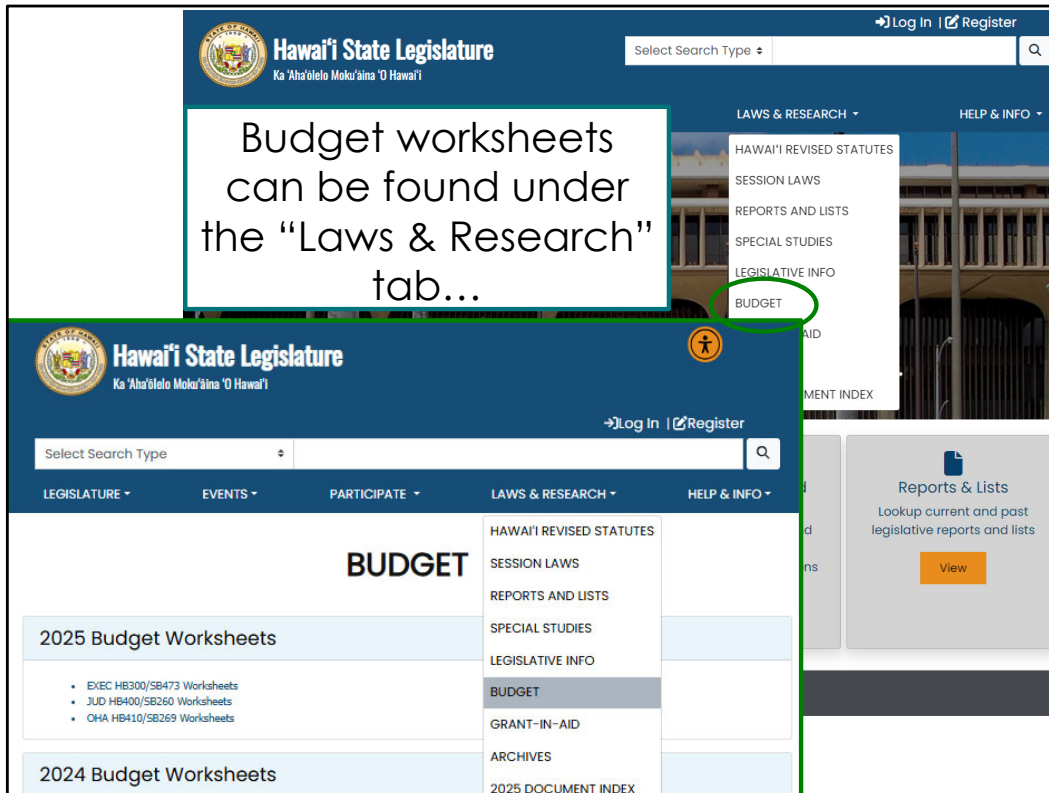 Log In | Register
Hawai‘i State Legislature
Ka ‘Aha‘ōlelo Moku‘āina ‘O Hawai‘i
Select Search Type
LAWS & RESEARCH
HELP & INFO
Budget worksheets
can be found under
the “Laws & Research”
tab…
HAWAI‘I REVISED STATUTES
SESSION LAWS
REPORTS AND LISTS
SPECIAL STUDIES
LEGISLATIVE INFO
BUDGET
AID
MENT INDEX
Reports & Lists
Lookup current and past
legislative reports and lists
View
Hawai‘i State Legislature
Ka ‘Aha‘ōlelo Moku‘āina ‘O Hawai‘i
Log In | Register
Select Search Type
LEGISLATURE
EVENTS
PARTICIPATE
LAWS & RESEARCH
HELP & INFO
HAWAI‘I REVISED STATUTES
SESSION LAWS
REPORTS AND LISTS
SPECIAL STUDIES
LEGISLATIVE INFO
BUDGET
GRANT-IN-AID
ARCHIVES
2025 DOCUMENT INDEX
BUDGET
2025 Budget Worksheets
• EXEC HB300/SB473 Worksheets
• JUD HB400/SB260 Worksheets
• OHA HB410/SB269 Worksheets
2024 Budget Worksheets